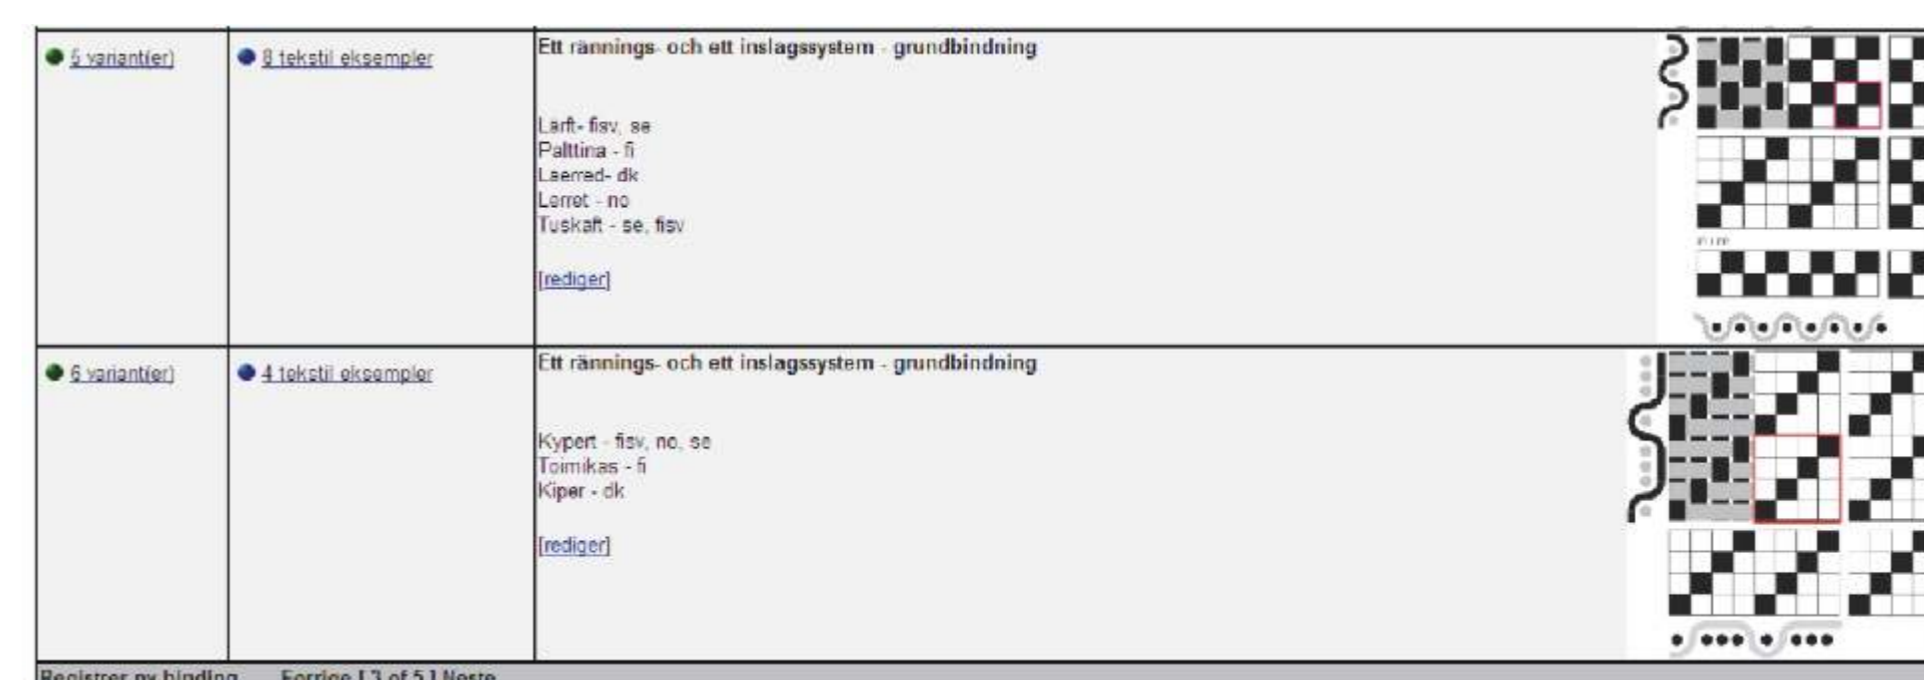 5 variant(er)
8 tekstil eksempler
Ett rännings- och ett inslagssystem - grundbindning
Lärft- fisv, se
Palttina - fi
Laerred- dk
Lerret - no
Tuskaft - se, fisv
[rediger]
6 variant(er)
4 tekstil eksempler
Ett rännings- och ett inslagssystem - grundbindning
Kypert - fisv, no, se
Toimikas - fi
Kiper - dk
[rediger]
Registrer ny binding Forrige [ 3 of 5 ] Neste